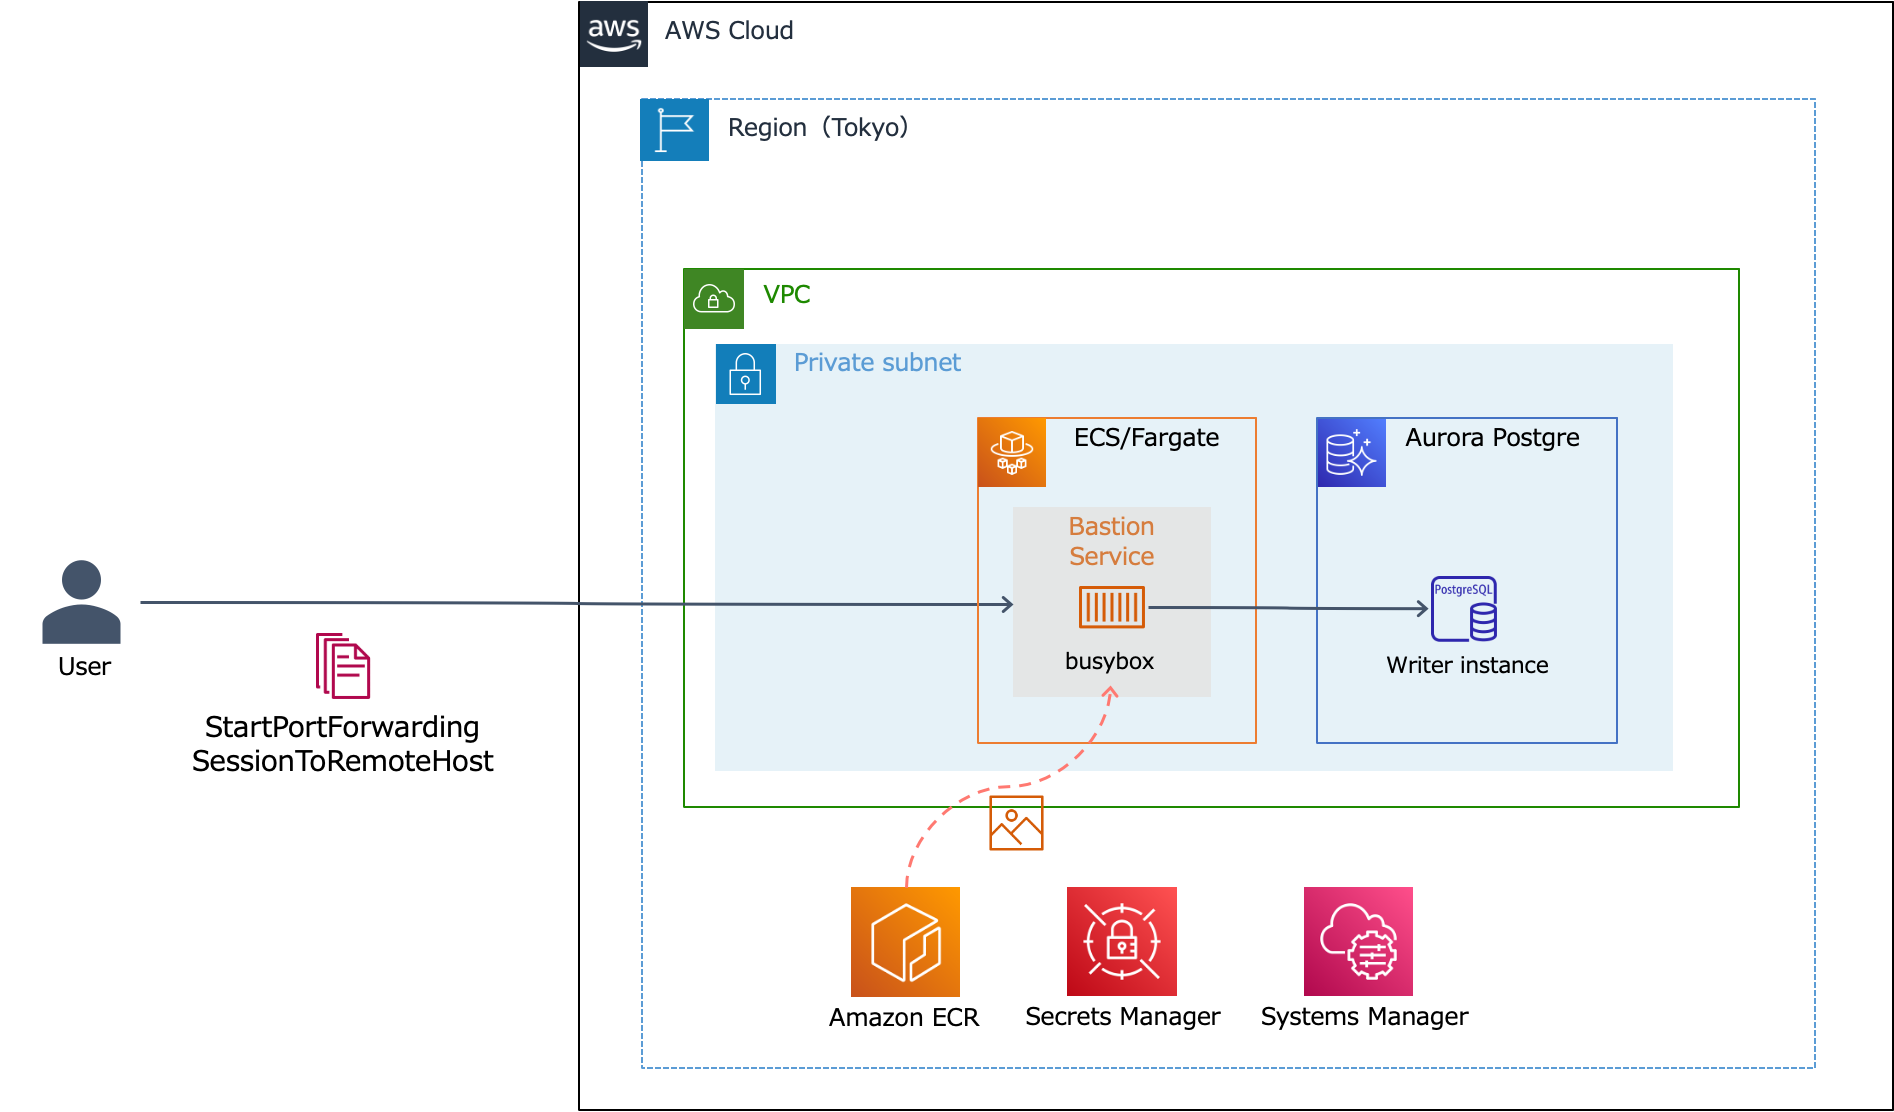 aws
AWS Cloud
Region（Tokyo）
VPC
Private subnet
ECS/Fargate
Aurora Postgre
Bastion
Service
PostgreSQL
busybox
Writer instance
User
StartPortForwarding
SessionToRemoteHost
Amazon ECR
Secrets Manager
Systems Manager